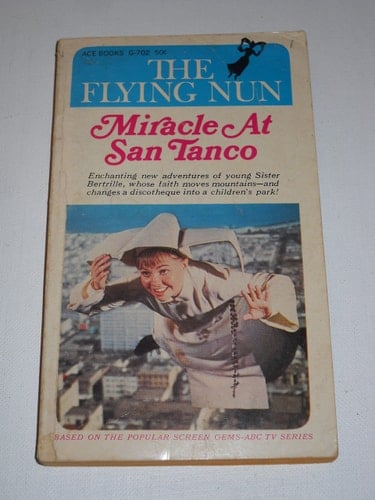 ACE BOOKS G-702 50¢
THE
FLYING NUN
Miracle At
San Tanco
Enchanting new adventures of young Sister
Bertrille, whose faith moves mountains—and
changes a discotheque into a children's park!
BASED ON THE POPULAR SCREEN GEMS-ABC TV SERIES